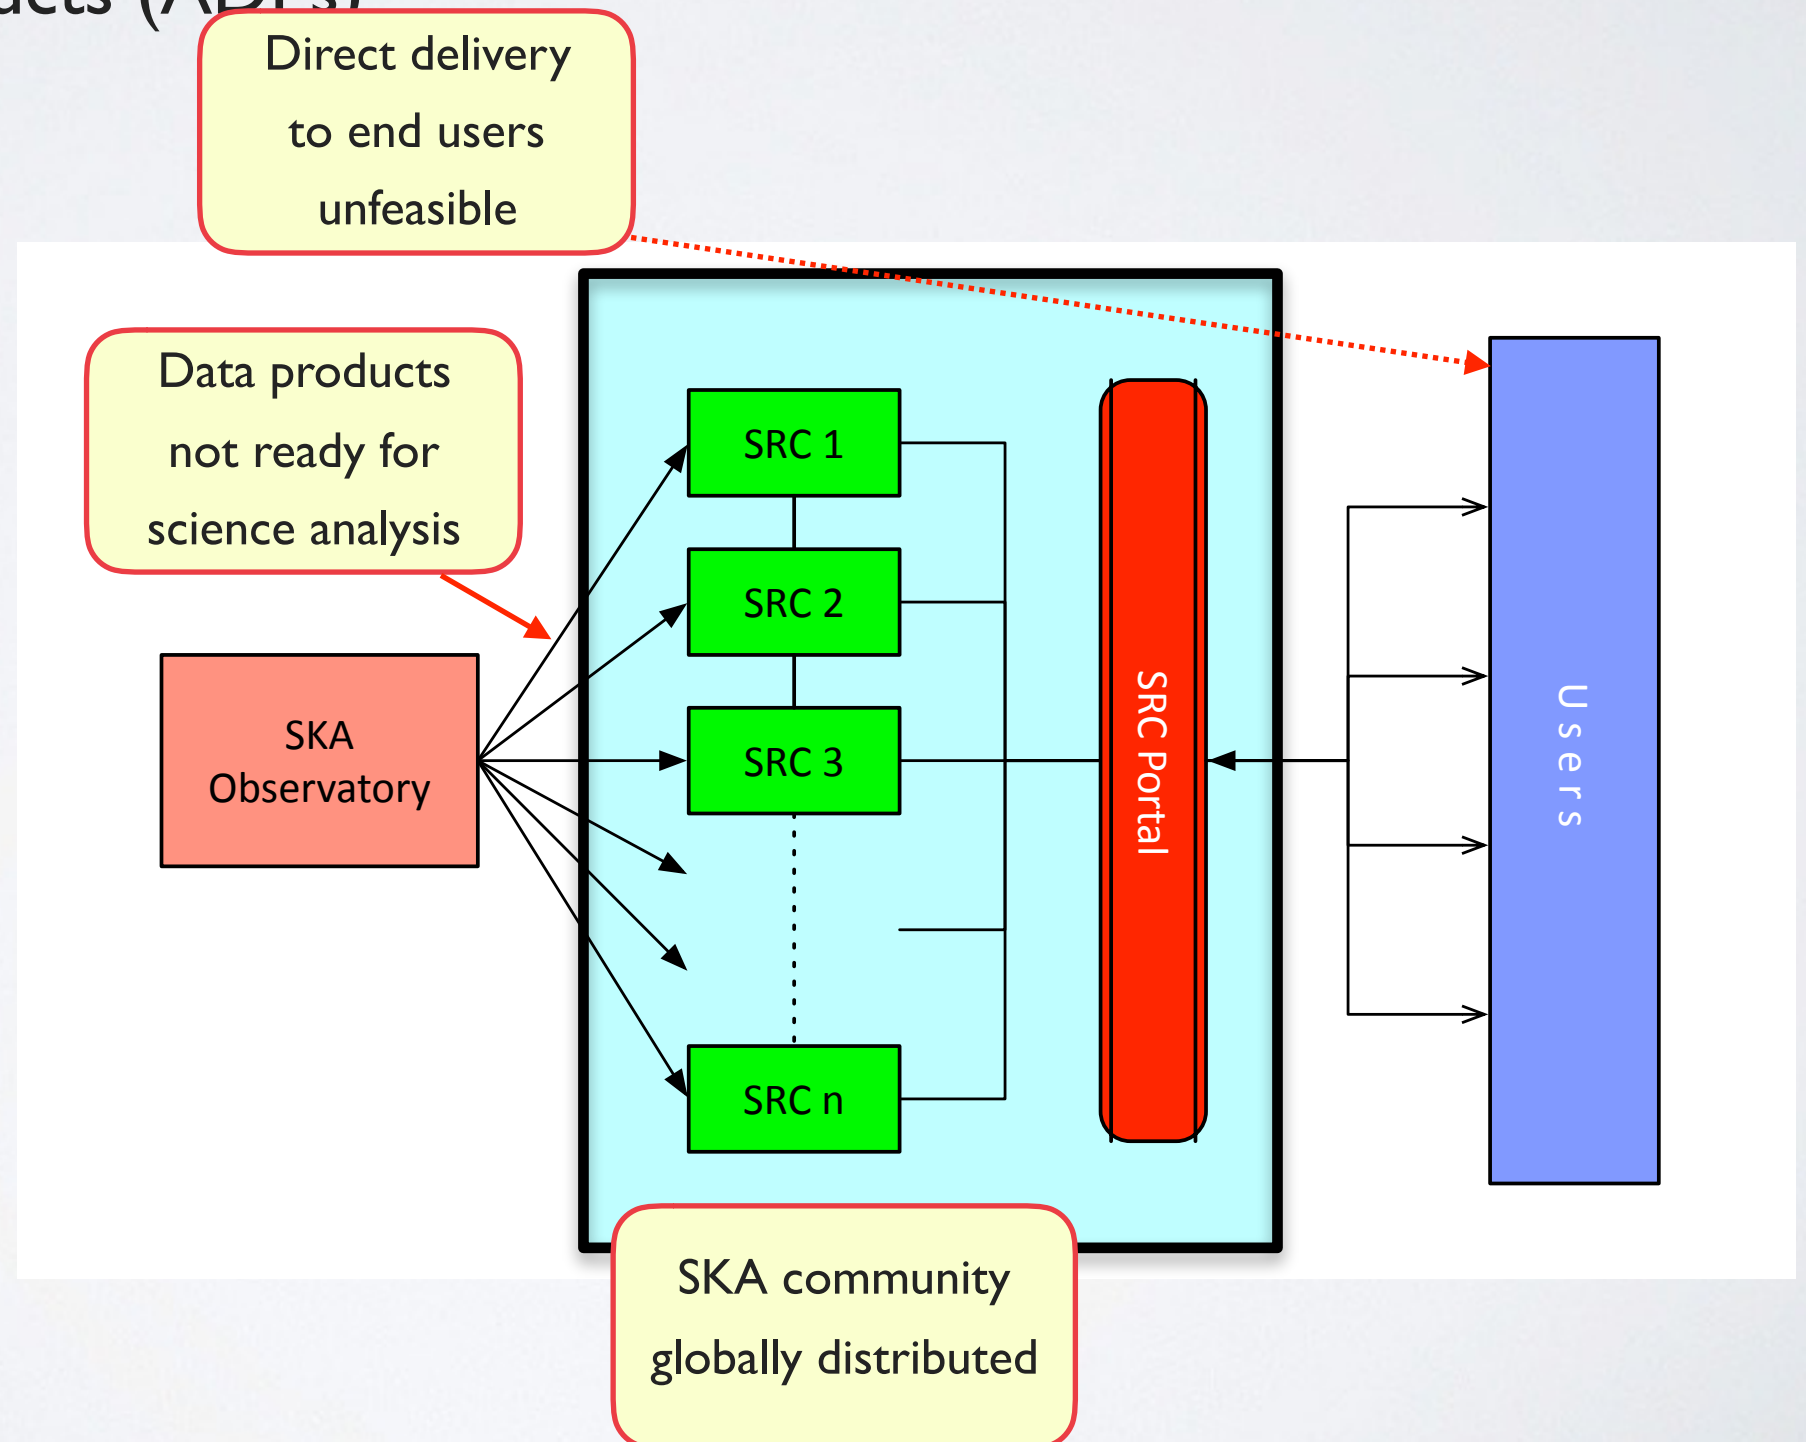 (ADPs)
Direct delivery
to end users
unfeasible
Data products
not ready for
science analysis
SKA
Observatory
SRC 1
SRC 2
SRC 3
SRC n
SRC Portal
Users
SKA community
globally distributed